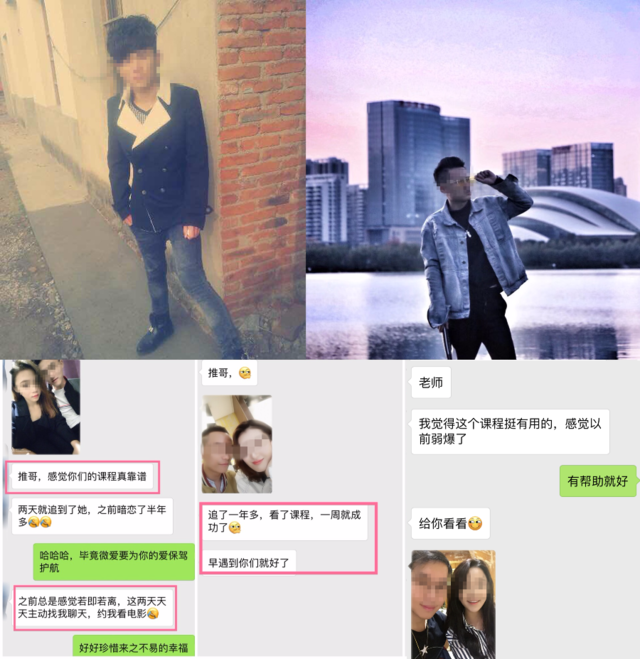 推哥，感觉你们的课程真靠谱
两天就追到了她，之前暗恋了半年
多
哈哈哈，毕竟微爱要为你的爱保驾
护航
之前总是感觉若即若离，这两天天
天主动找我聊天，约我看电影
好好珍惜来之不易的幸福
推哥，
追了一年多，看了课程，一周就成
功了
早遇到你们就好了
老师
我觉得这个课程挺有用的，感觉以
前弱爆了
有帮助就好
给你看看